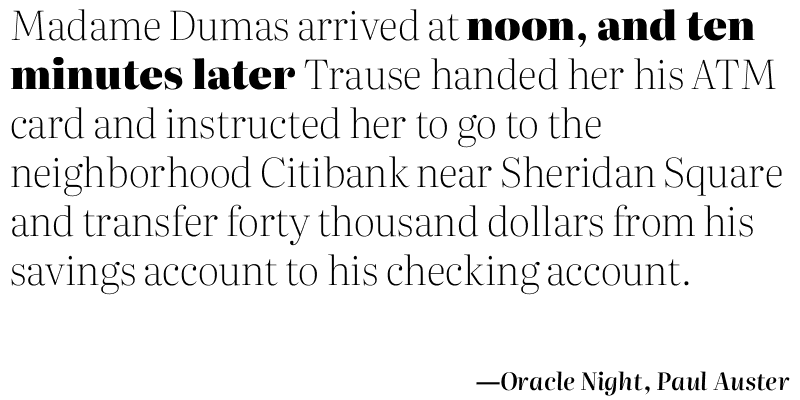 Madame Dumas arrived at noon, and ten
minutes later Trause handed her his ATM
card and instructed her to go to the
neighborhood Citibank near Sheridan Square
and transfer forty thousand dollars from his
savings account to his checking account.
—Oracle Night, Paul Auster